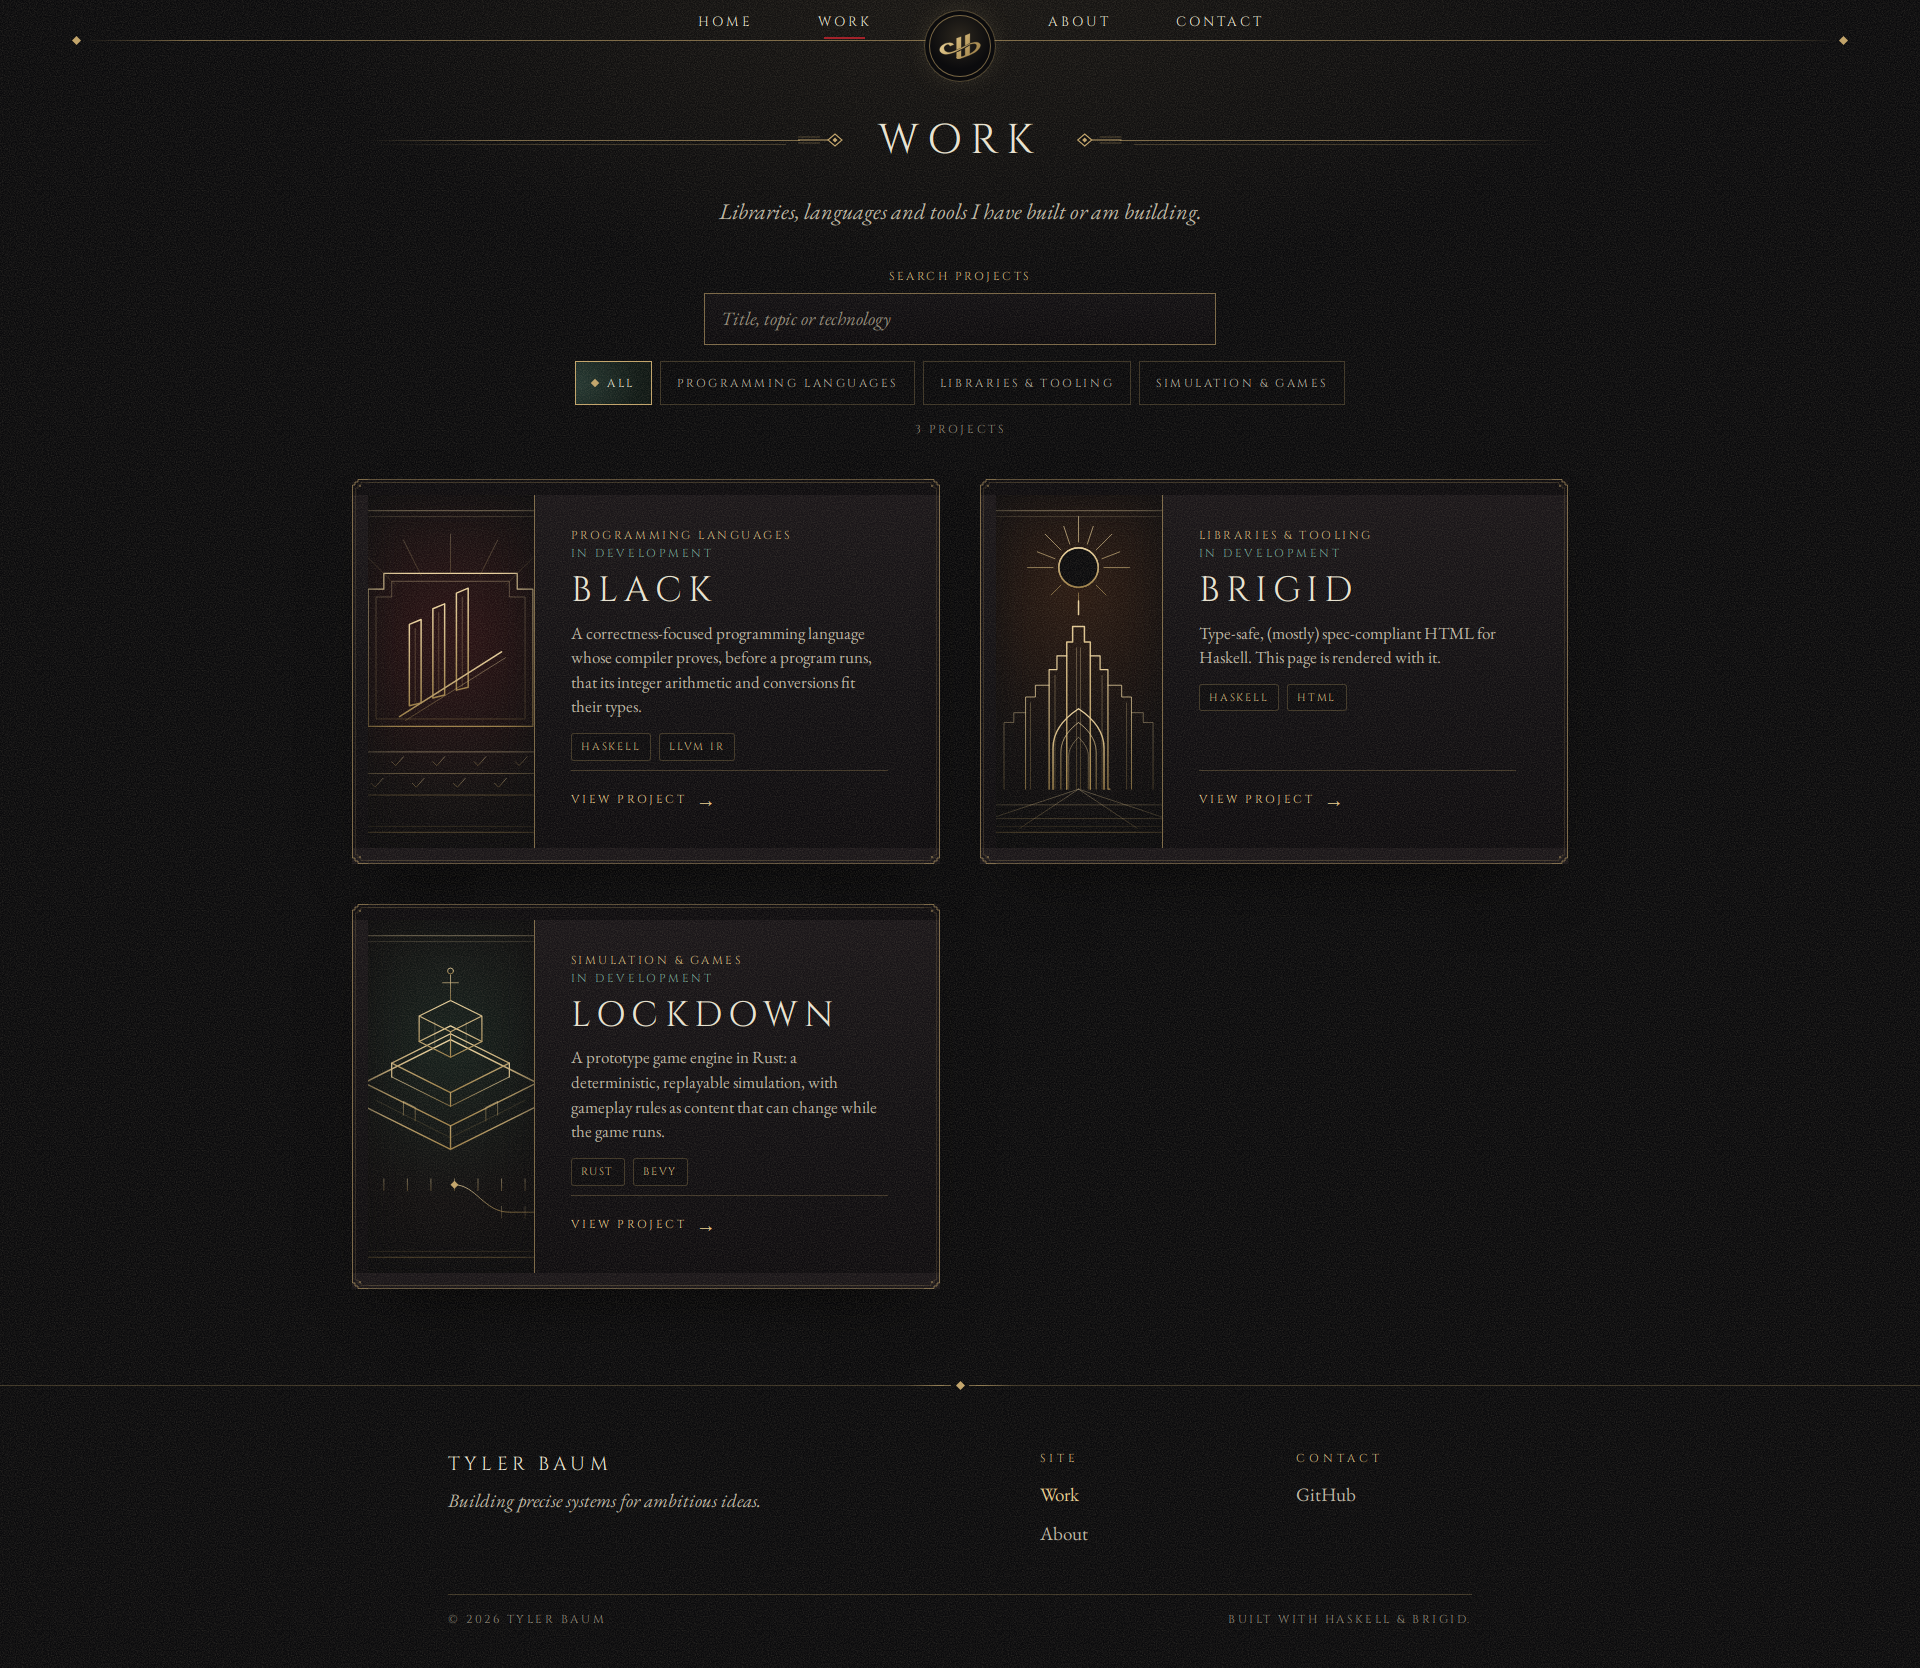 HOME
WORK
ABOUT
CONTACT
WORK
Libraries, languages and tools I have built or am building.
SEARCH PROJECTS
Title, topic or technology
ALL
PROGRAMMING LANGUAGES
LIBRARIES & TOOLING
SIMULATION & GAMES
3 PROJECTS
PROGRAMMING LANGUAGES
IN DEVELOPMENT
BLACK
A correctness-focused programming language
whose compiler proves, before a program runs,
that its integer arithmetic and conversions fit
their types.
HASKELL
LLVM IR
VIEW PROJECT →
LIBRARIES & TOOLING
IN DEVELOPMENT
BRIGID
Type-safe, (mostly) spec-compliant HTML for
Haskell. This page is rendered with it.
HASKELL
HTML
VIEW PROJECT →
SIMULATION & GAMES
IN DEVELOPMENT
LOCKDOWN
A prototype game engine in Rust: a
deterministic, replayable simulation, with
gameplay rules as content that can change while
the game runs.
RUST
BEVY
VIEW PROJECT →
TYLER BAUM
Building precise systems for ambitious ideas.
SITE
Work
About
CONTACT
GitHub
© 2026 TYLER BAUM
BUILT WITH HASKELL & BRIGID.